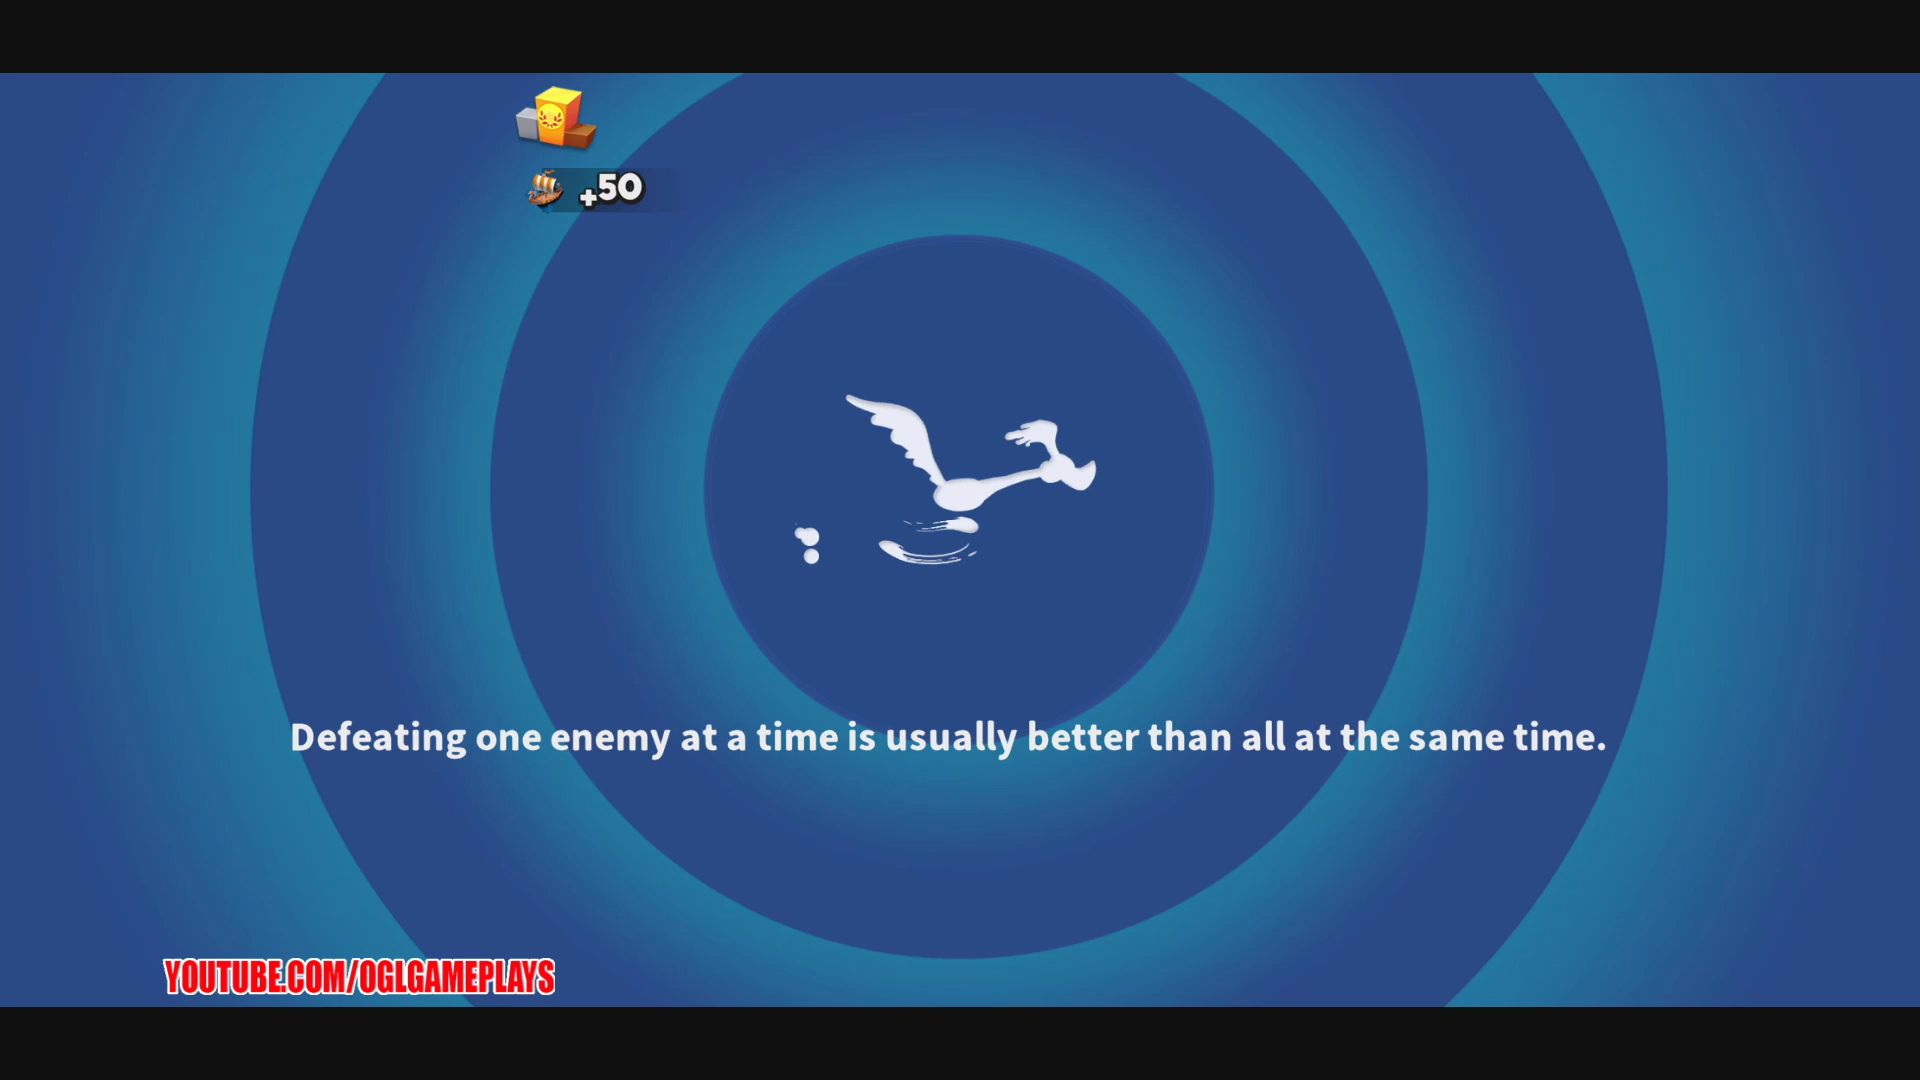 +50
Defeating one enemy at a time is usually better than all at the same time.
YOUTUBE.COM/OGLGAMEPLAYS